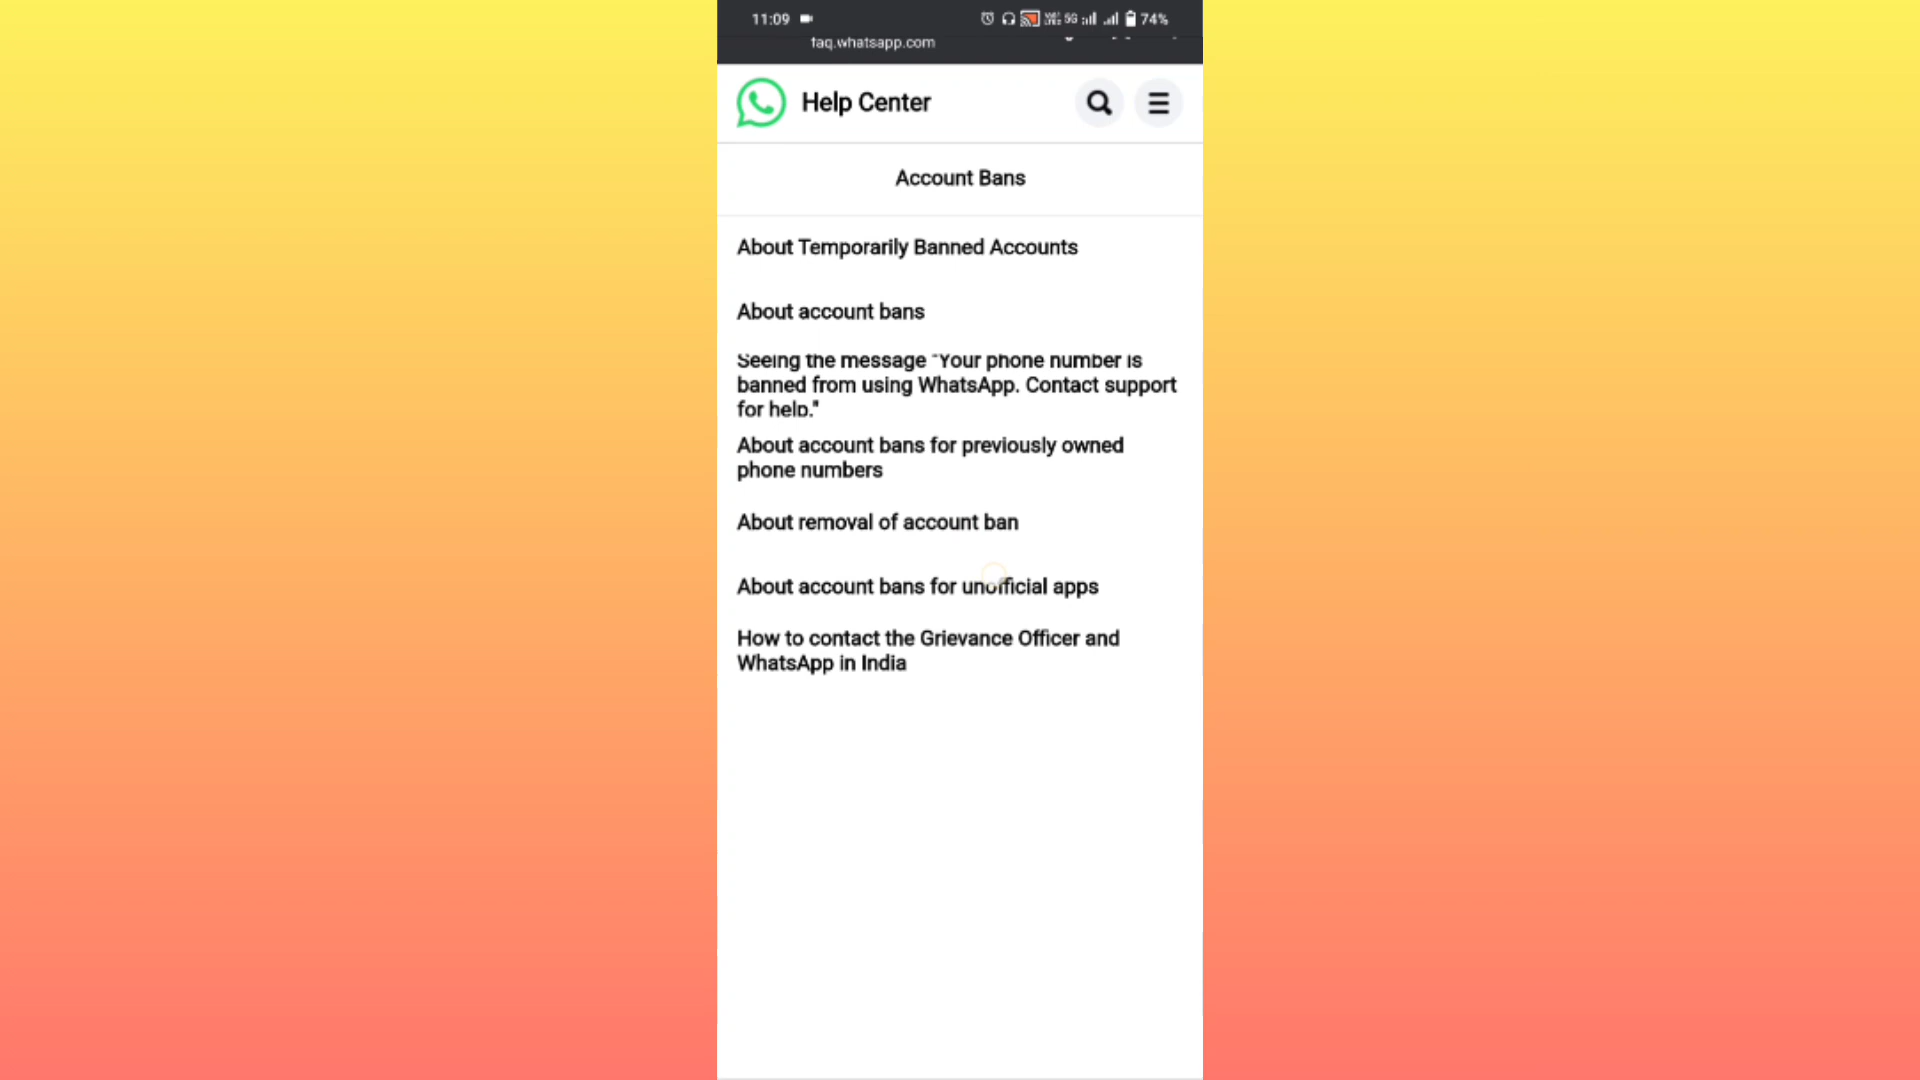 11:09
5G
74%
faq.whatsapp.com
Help Center
Account Bans
About Temporarily Banned Accounts
About account bans
Seeing the message "Your phone number is
banned from using WhatsApp. Contact support
for help."
About account bans for previously owned
phone numbers
About removal of account ban
About account bans for unofficial apps
How to contact the Grievance Officer and
WhatsApp in India